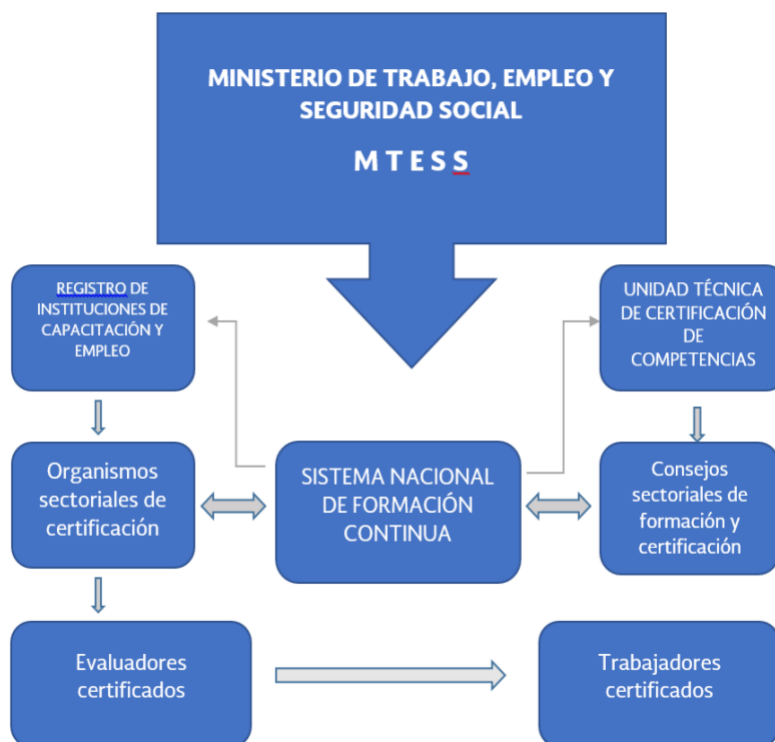 MINISTERIO DE TRABAJO, EMPLEO Y
SEGURIDAD SOCIAL
M T E S S
REGISTRO DE
INSTITUCIONES DE
CAPACITACIÓN Y
EMPLEO
UNIDAD TÉCNICA
DE CERTIFICACIÓN
DE
COMPETENCIAS
Organismos
sectoriales de
certificación
SISTEMA NACIONAL
DE FORMACIÓN
CONTINUA
Consejos
sectoriales de
formación y
certificación
Evaluadores
certificados
Trabajadores
certificados